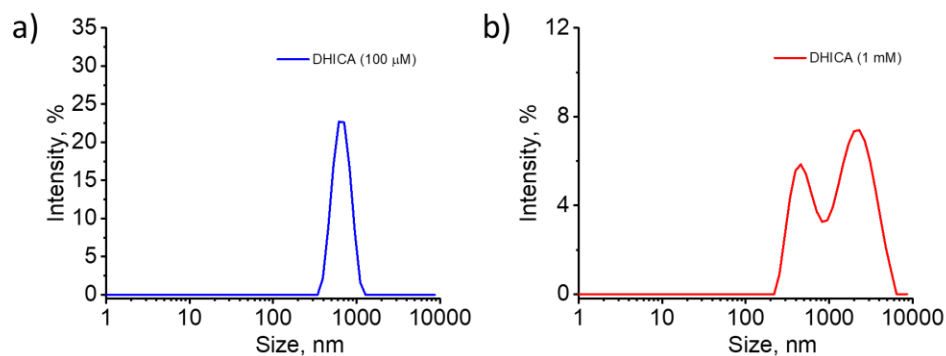 a)
35
30
25
20
15
10
5
0
Intensity, %
DHICA (100 μM)
1 10 100 1000 10000
Size, nm
b)
12
8
4
0
Intensity, %
DHICA (1 mM)
1 10 100 1000 10000
Size, nm